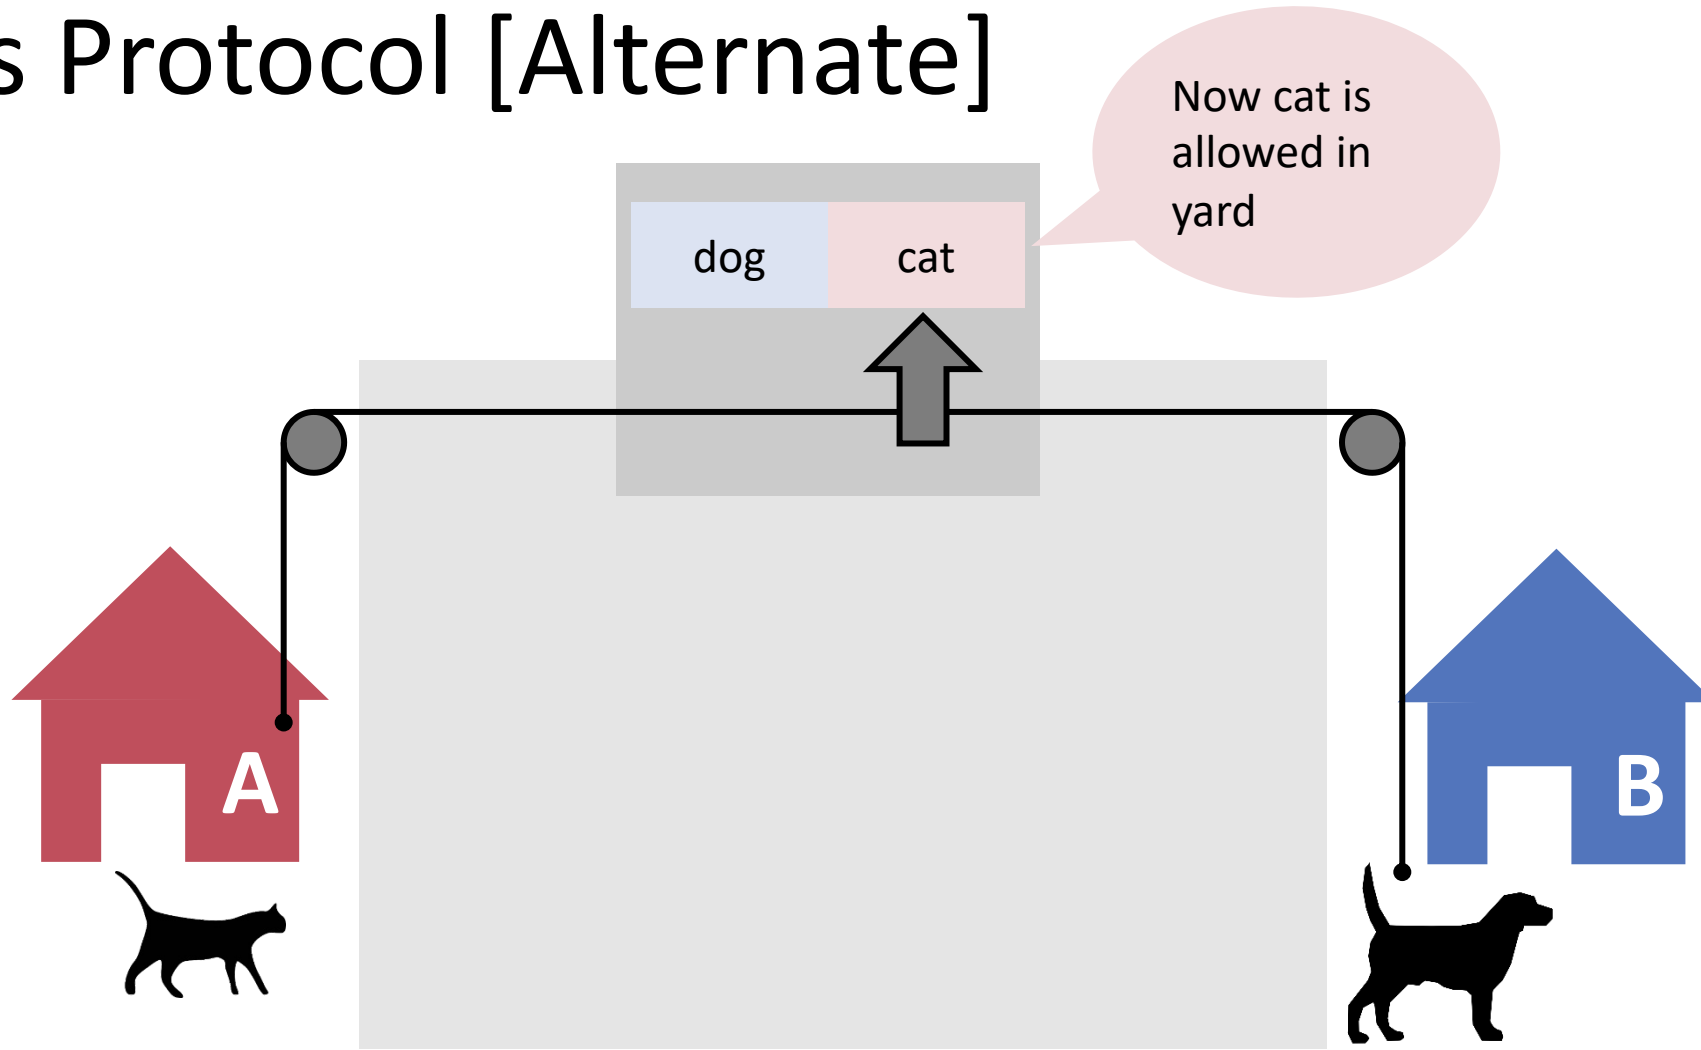 s Protocol [Alternate]
Now cat is
allowed in
yard
dog cat
A
B